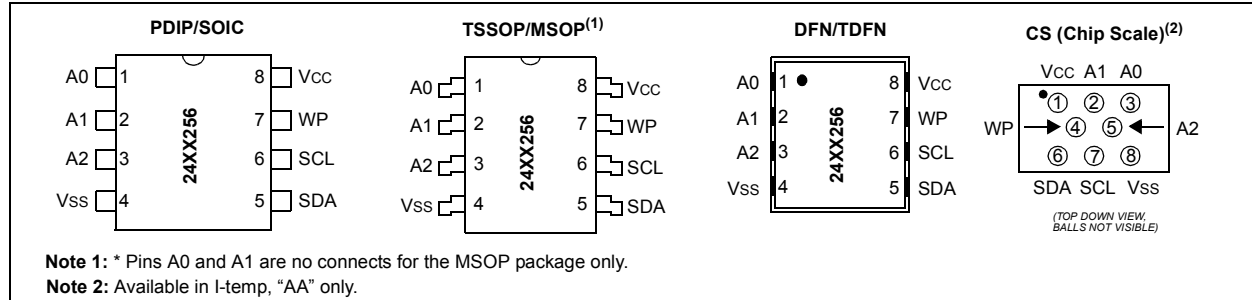 PDIP/SOIC
A0 1 8 VCC
A1 2 7 WP
A2 3 6 SCL
VSS 4 5 SDA
24XX256
TSSOP/MSOP(1)
A0 1 8 VCC
A1 2 7 WP
A2 3 6 SCL
VSS 4 5 SDA
24XX256
DFN/TDFN
A0 1 8 VCC
A1 2 7 WP
A2 3 6 SCL
VSS 4 5 SDA
24XX256
CS (Chip Scale)(2)
VCC A1 A0
1 2 3
WP 4 5 A2
6 7 8
SDA SCL VSS
(TOP DOWN VIEW,
BALLS NOT VISIBLE)
Note 1: * Pins A0 and A1 are no connects for the MSOP package only.
Note 2: Available in I-temp, “AA” only.